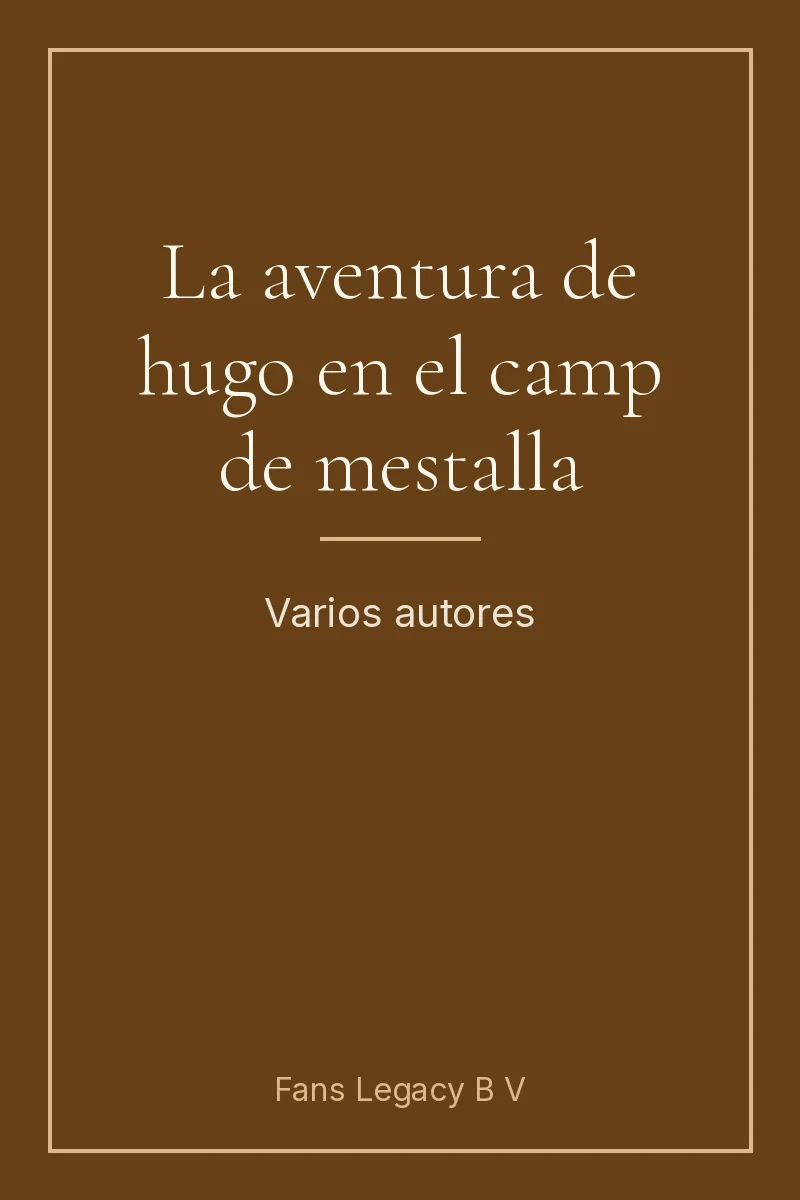 La aventura de
hugo en el camp
de mestalla
Varios autores
Fans Legacy B V